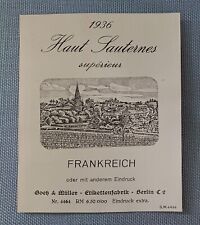 1936
Haut Sauternes
supérieur
FRANKREICH
oder mit anderem Eindruck
Goetz & Müller - Etikettenfabrik - Berlin C 2
Nr. 4464 RM 6.50 0/00 Eindruck extra.